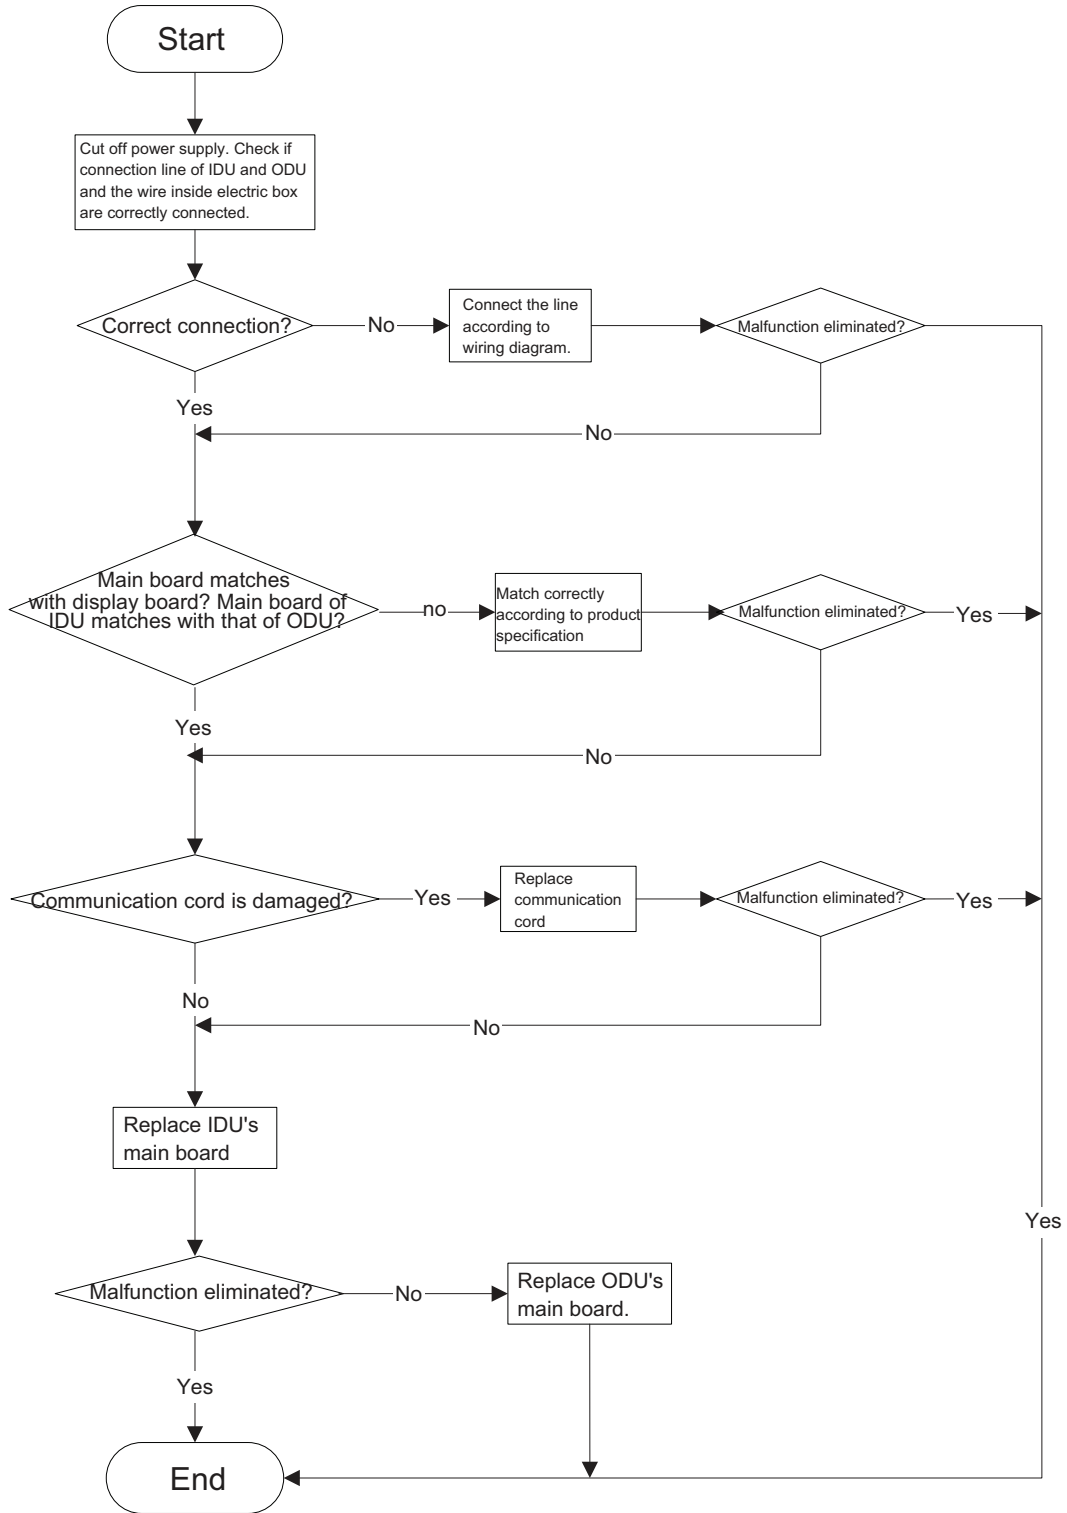 Start
Cut off power supply. Check if
connection line of IDU and ODU
and the wire inside electric box
are correctly connected.
Correct connection?
No
Connect the line
according to
wiring diagram.
Malfunction eliminated?
Yes
No
Main board matches
with display board? Main board of
IDU matches with that of ODU?
no
Match correctly
according to product
specification
Malfunction eliminated?
Yes
Yes
No
Communication cord is damaged?
Yes
Replace
communication
cord
Malfunction eliminated?
Yes
No
No
Replace IDU's
main board
Yes
Malfunction eliminated?
No
Replace ODU's
main board.
Yes
End